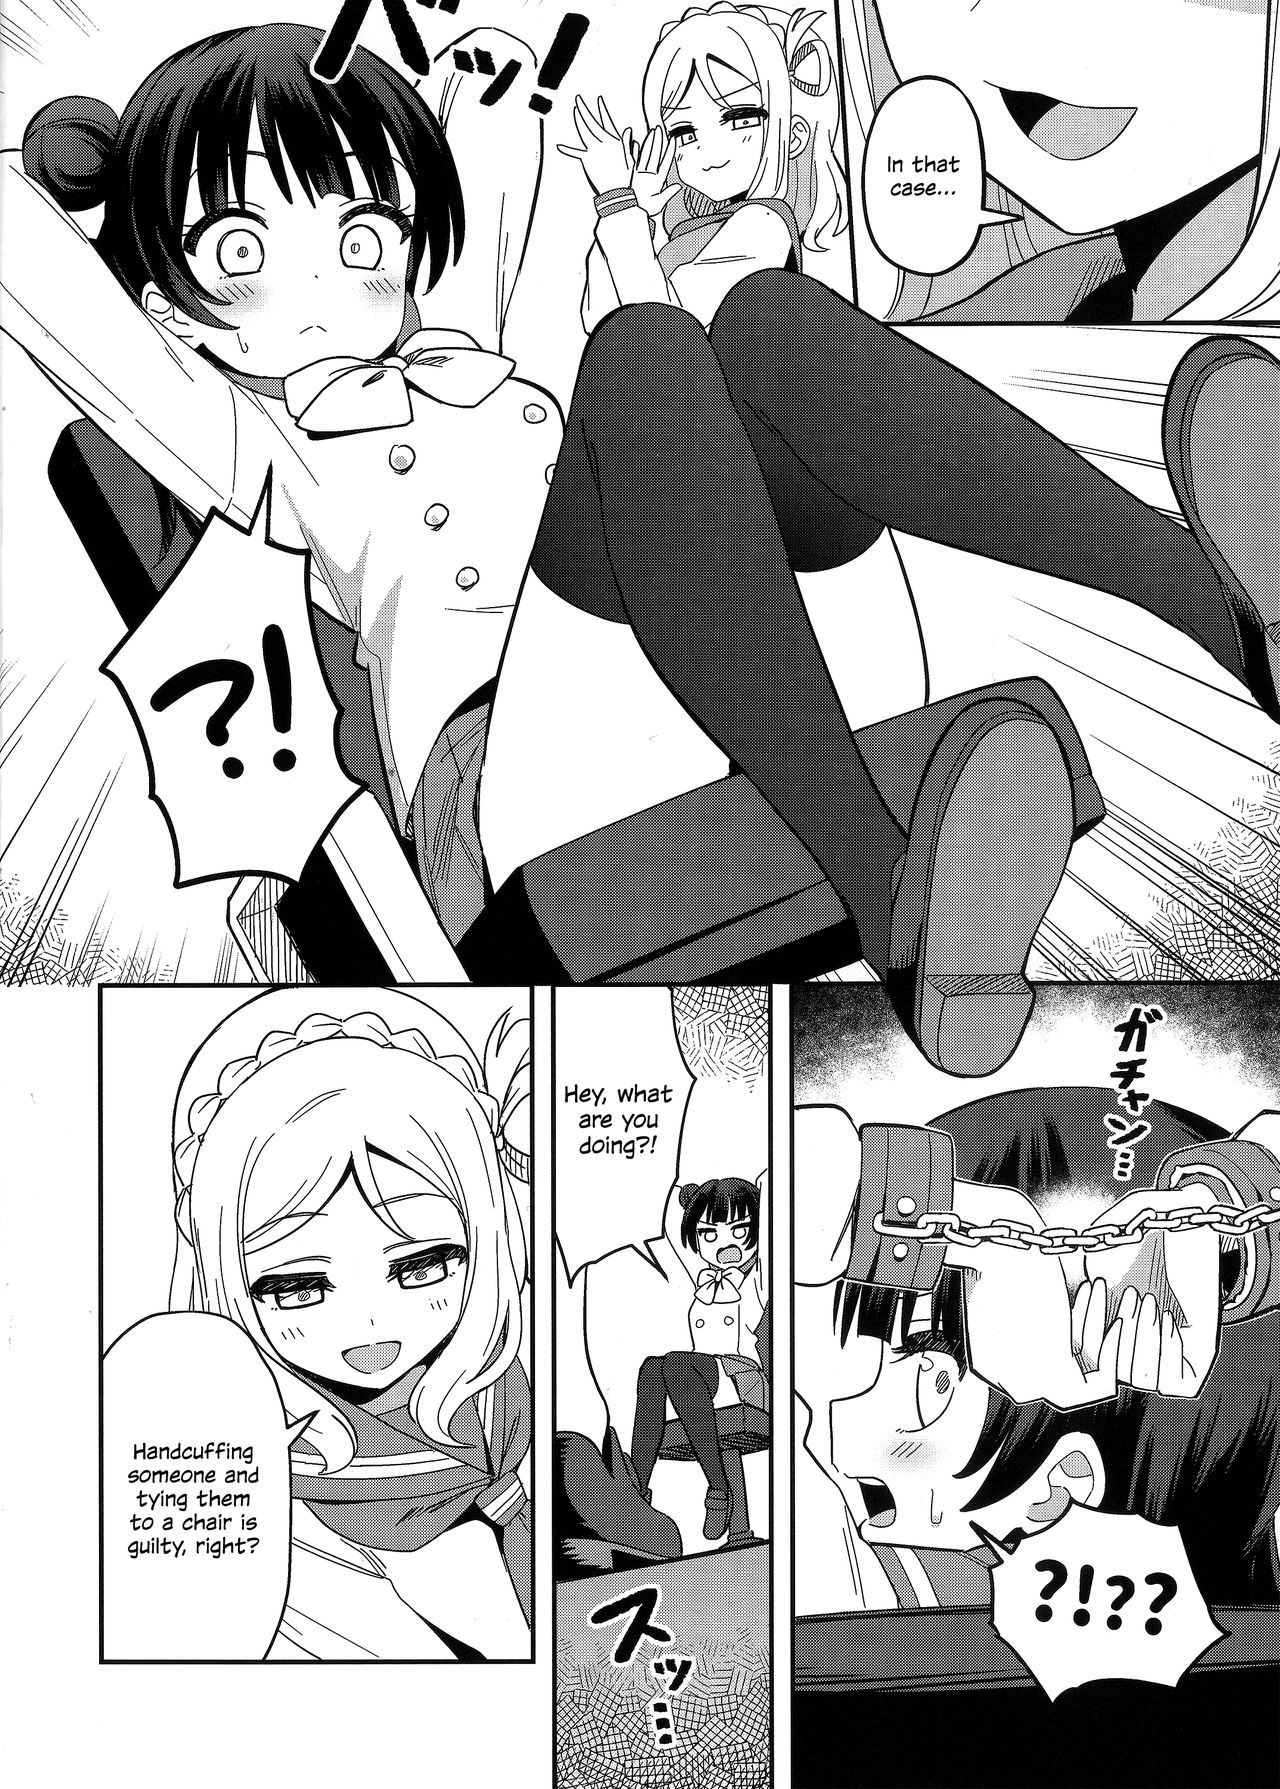 In that
case...
バッ!
?!
ガチャン…
?!??
Hey, what
are you
doing?!
スッ…
Handcuffing
someone and
tying them
to a chair is
guilty, right?